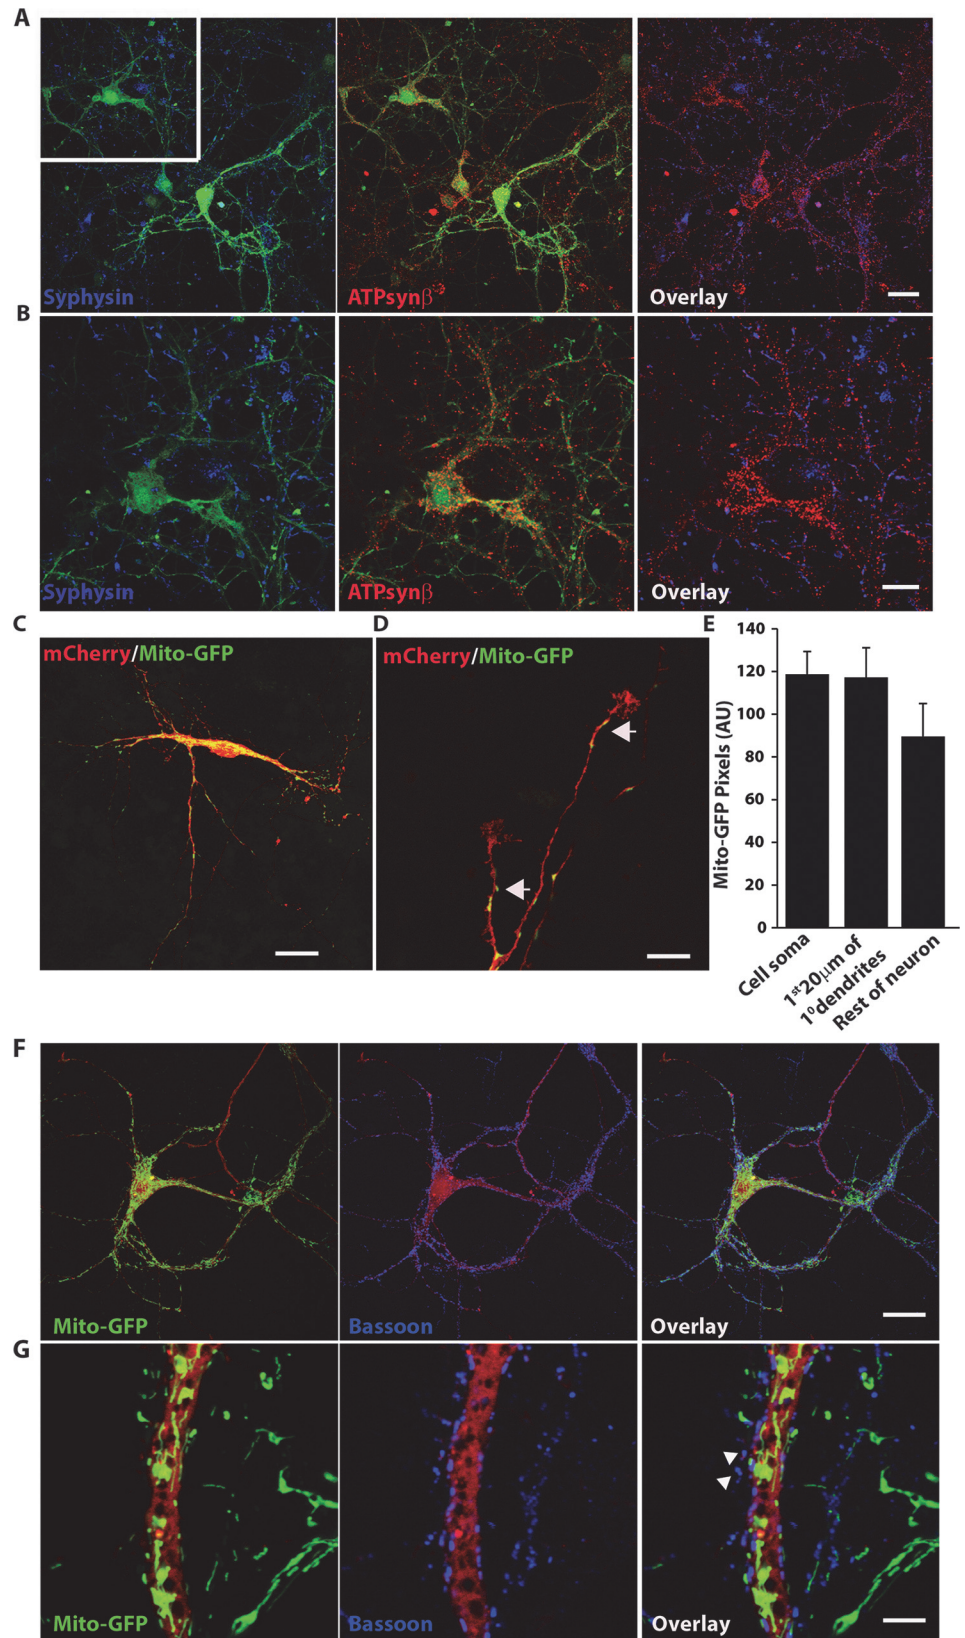 A
Syphysin
ATPsynβ
Overlay
B
Syphysin
ATPsynβ
Overlay
C
mCherry/Mito-GFP
D
mCherry/Mito-GFP
E
Mito-GFP Pixels (AU)
140
120
100
80
60
40
20
0
Cell soma
1st20μm of
1⁰dendrites
Rest of neuron
F
Mito-GFP
Bassoon
Overlay
G
Mito-GFP
Bassoon
Overlay